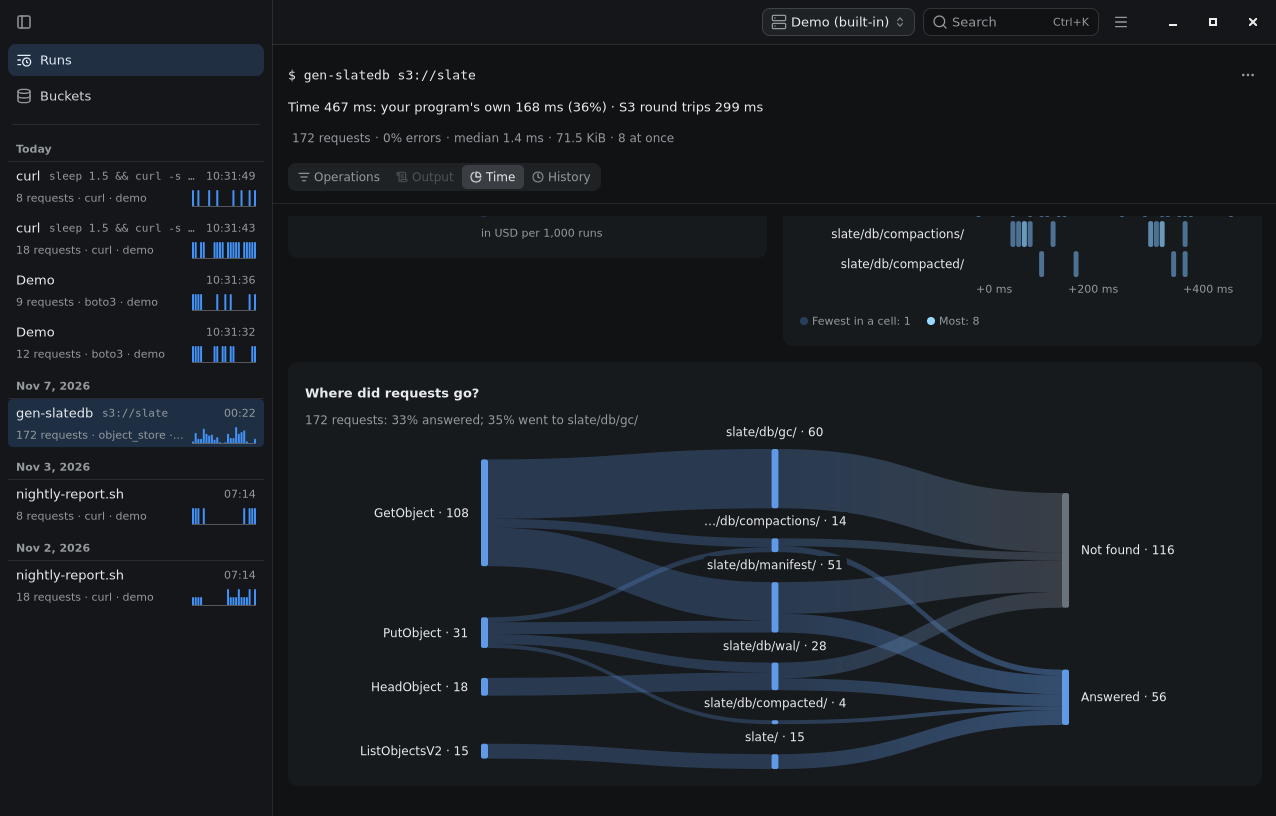 Demo (built-in)
Search
Ctrl+K
Runs
Buckets
Today
curl sleep 1.5 && curl -s … 10:31:49
8 requests · curl · demo
curl sleep 1.5 && curl -s … 10:31:43
18 requests · curl · demo
Demo 10:31:36
9 requests · boto3 · demo
Demo 10:31:32
12 requests · boto3 · demo
Nov 7, 2026
gen-slatedb s3://slate 00:22
172 requests · object_store ·…
Nov 3, 2026
nightly-report.sh 07:14
8 requests · curl · demo
Nov 2, 2026
nightly-report.sh 07:14
18 requests · curl · demo
$ gen-slatedb s3://slate
Time 467 ms: your program's own 168 ms (36%) · S3 round trips 299 ms
172 requests · 0% errors · median 1.4 ms · 71.5 KiB · 8 at once
Operations
Output
Time
History
in USD per 1,000 runs
slate/db/compactions/
slate/db/compacted/
+0 ms +200 ms +400 ms
Fewest in a cell: 1 Most: 8
Where did requests go?
172 requests: 33% answered; 35% went to slate/db/gc/
slate/db/gc/ · 60
GetObject · 108
…/db/compactions/ · 14
Not found · 116
slate/db/manifest/ · 51
PutObject · 31
slate/db/wal/ · 28
HeadObject · 18
Answered · 56
slate/db/compacted/ · 4
slate/ · 15
ListObjectsV2 · 15